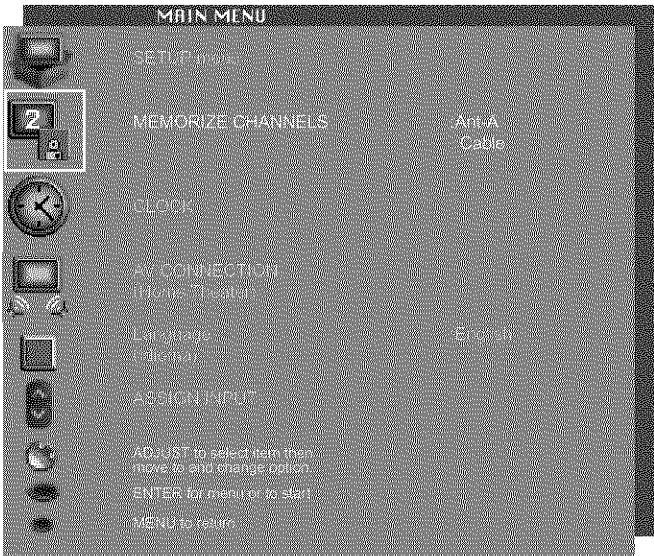 MAIN MENU
SETUP
MEMORIZE CHANNELS Ant-A
Cable
2
CLOCK
AV CONNECTION
(Home Theater)
Language English
(Idioma)
ASSIGN INPUT
ADJUST to select item then
move to and change option.
ENTER for menu or to start
MENU to return